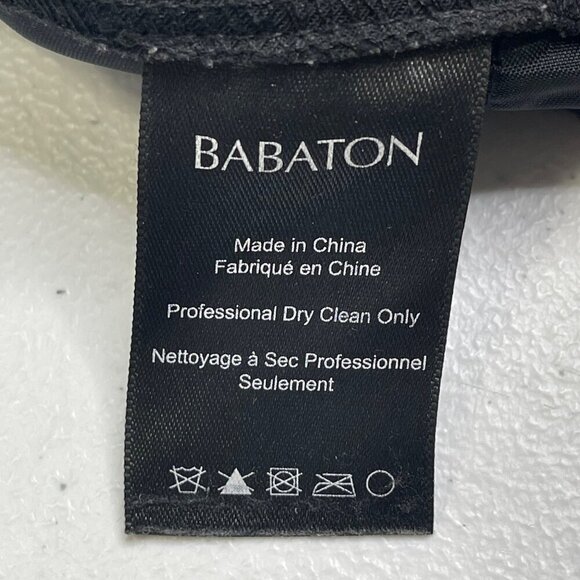 BABATON
Made in China
Fabriqué en Chine
Professional Dry Clean Only
Nettoyage à Sec Professionnel
Seulement